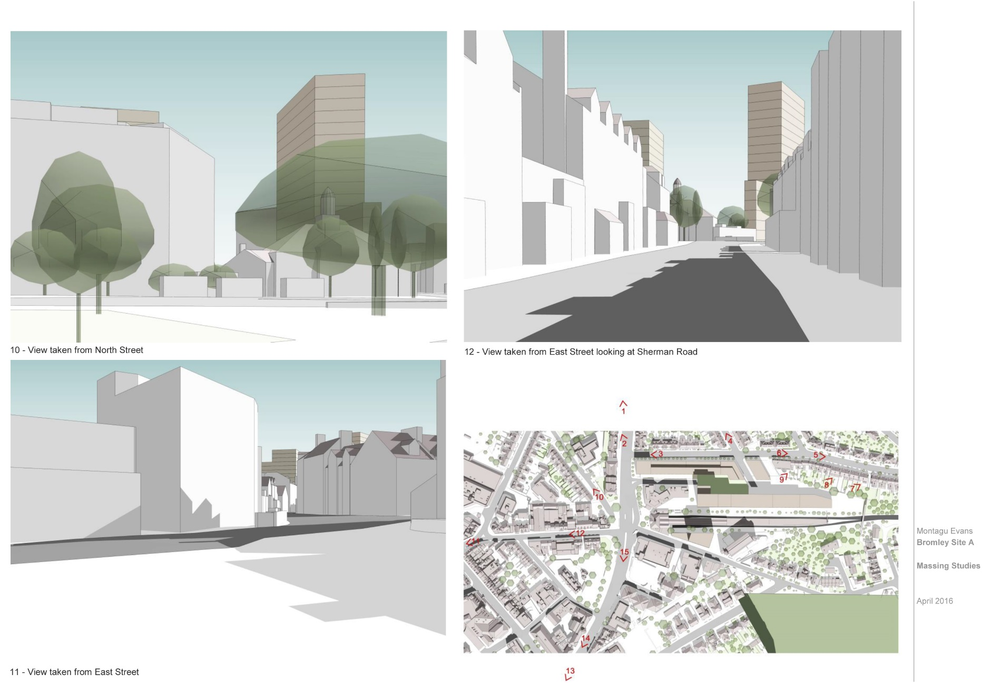 10 - View taken from North Street
12 - View taken from East Street looking at Sherman Road
1
2
3
4
6
5
9
8
7
10
11
12
15
14
13
11 - View taken from East Street
Montagu Evans
Bromley Site A
Massing Studies
April 2016